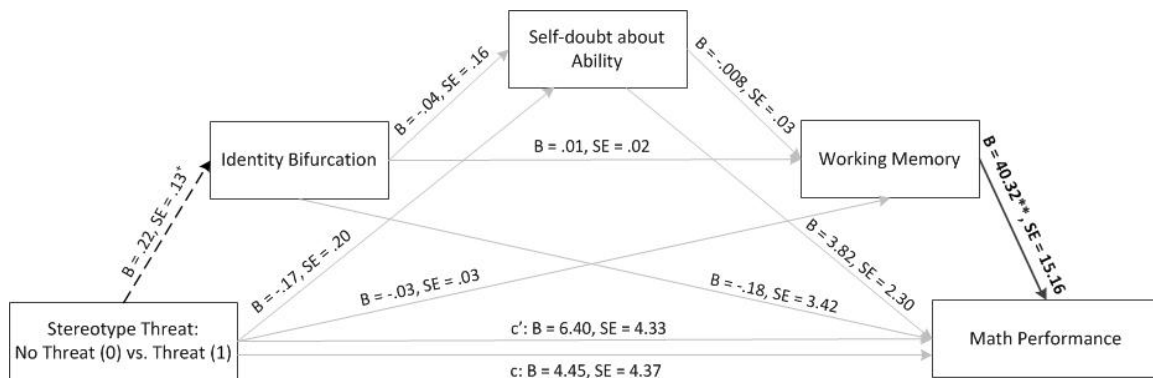 Self-doubt about
Ability
B = -.04, SE = .16
B = -.008, SE = .03
Identity Bifurcation
B = .01, SE = .02
Working Memory
B = .22, SE = .13⁺
B = -.17, SE = .20
B = -.03, SE = .03
B = -.18, SE = 3.42
B = 3.82, SE = 2.30
B = 40.32**, SE = 15.16
Stereotype Threat:
No Threat (0) vs. Threat (1)
c’: B = 6.40, SE = 4.33
Math Performance
c: B = 4.45, SE = 4.37